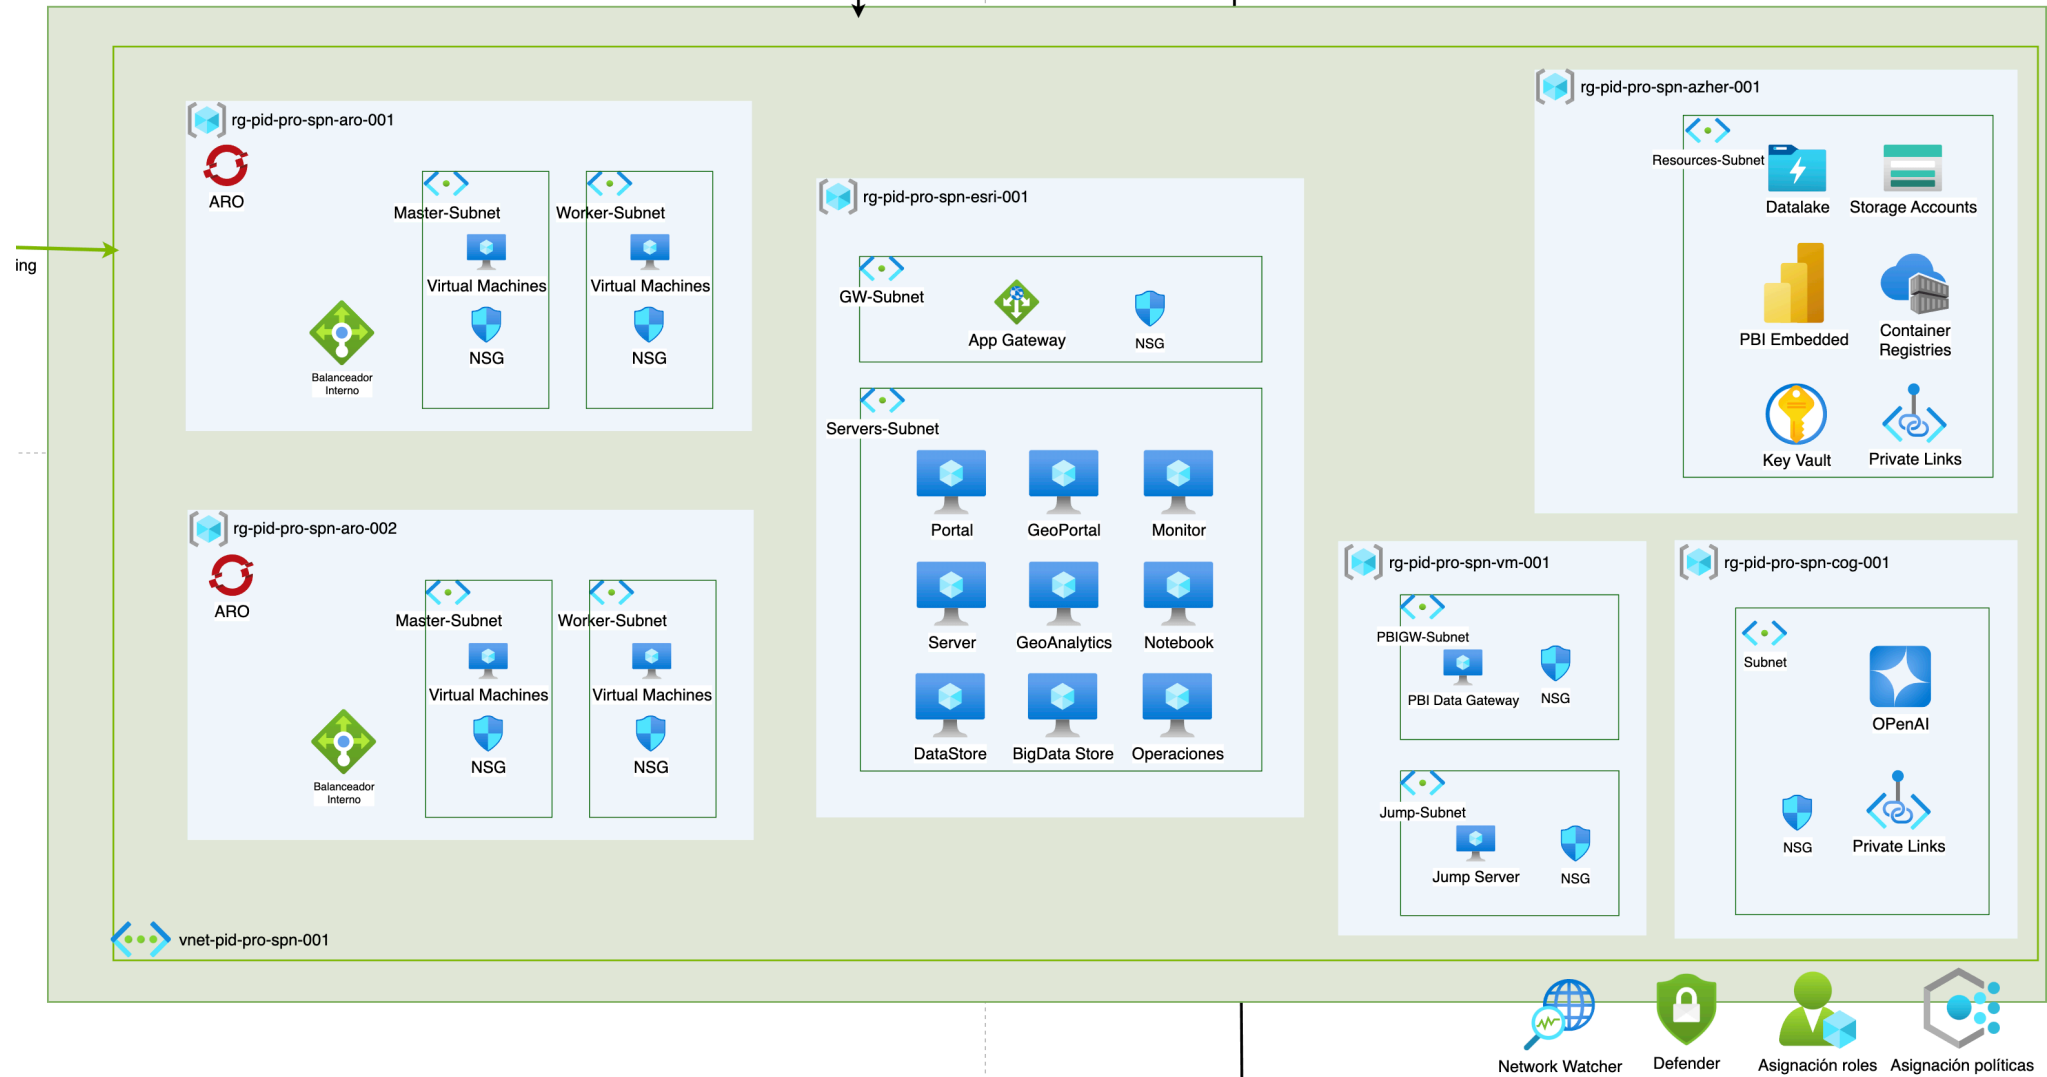 ing
rg-pid-pro-spn-aro-001
ARO
Master-Subnet
Worker-Subnet
Virtual Machines
Virtual Machines
NSG
NSG
Balanceador
Interno
rg-pid-pro-spn-aro-002
ARO
Master-Subnet
Worker-Subnet
Virtual Machines
Virtual Machines
NSG
NSG
Balanceador
Interno
vnet-pid-pro-spn-001
rg-pid-pro-spn-esri-001
GW-Subnet
App Gateway
NSG
Servers-Subnet
Portal
GeoPortal
Monitor
Server
GeoAnalytics
Notebook
DataStore
BigData Store
Operaciones
rg-pid-pro-spn-azher-001
Resources-Subnet
Datalake
Storage Accounts
PBI Embedded
Container
Registries
Key Vault
Private Links
rg-pid-pro-spn-vm-001
PBIGW-Subnet
PBI Data Gateway
NSG
Jump-Subnet
Jump Server
NSG
rg-pid-pro-spn-cog-001
Subnet
OPenAI
NSG
Private Links
Network Watcher
Defender
Asignación roles
Asignación políticas